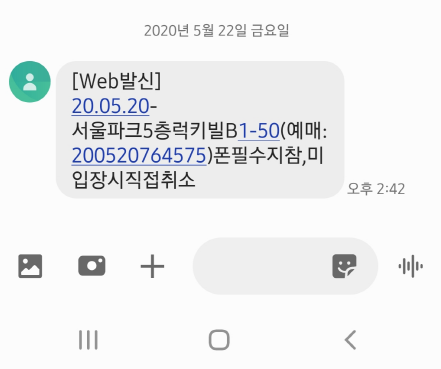 2020년 5월 22일 금요일
[Web발신]
20.05.20-
서울파크5층럭키빌B1-50(예매:
200520764575)폰필수지참,미
입장시직접취소
오후 2:42